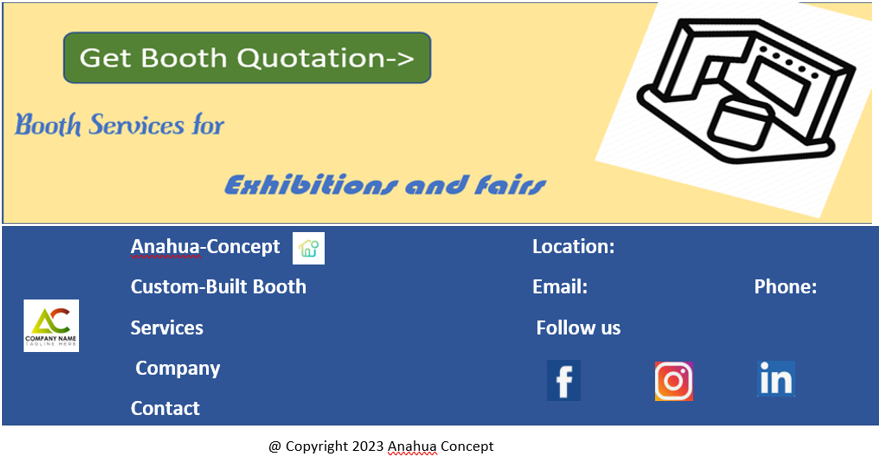 Get Booth Quotation->
Booth Services for
Exhibitions and fairs
Anahua-Concept
Custom-Built Booth
Services
Company
Contact
AC
COMPANY NAME
TAGLINE HERE
Location:
Email:
Phone:
Follow us
f
in
@ Copyright 2023 Anahua Concept